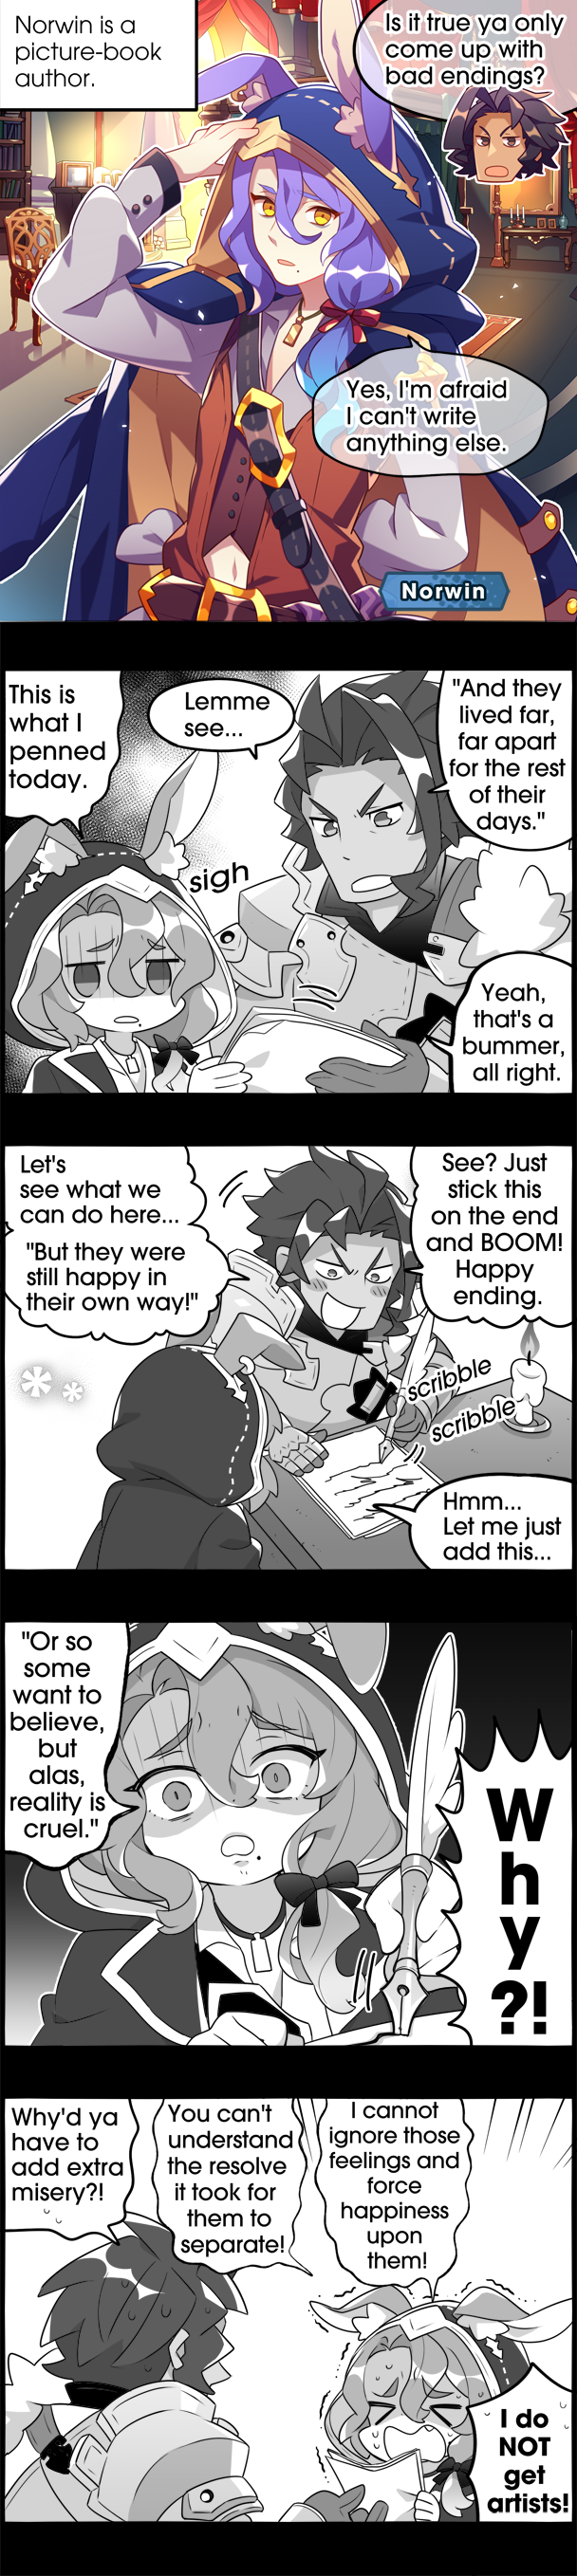 Norwin is a
picture-book
author.
Is it true ya only
come up with
bad endings?
Yes, I'm afraid
I can't write
anything else.
Norwin
This is
what I
penned
today.
Lemme
see...
"And they
lived far,
far apart
for the rest
of their
days."
sigh
Yeah,
that's a
bummer,
all right.
Let's
see what we
can do here...
"But they were
still happy in
their own way!"
See? Just
stick this
on the end
and BOOM!
Happy
ending.
scribble
scribble
Hmm...
Let me just
add this...
"Or so
some
want to
believe,
but
alas,
reality is
cruel."
W
h
y
?!
Why'd ya
have to
add extra
misery?!
You can't
understand
the resolve
it took for
them to
separate!
I cannot
ignore those
feelings and
force
happiness
upon
them!
I do
NOT
get
artists!